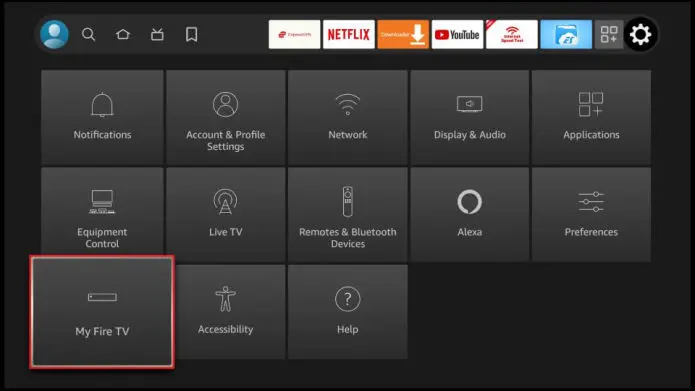 ExpressVPN
NETFLIX
Downloader
YouTube
Internet
Speed Test
ES
Notifications
Account & Profile
Settings
Network
Display & Audio
Applications
Equipment
Control
Live TV
Remotes & Bluetooth
Devices
Alexa
Preferences
My Fire TV
Accessibility
?
Help